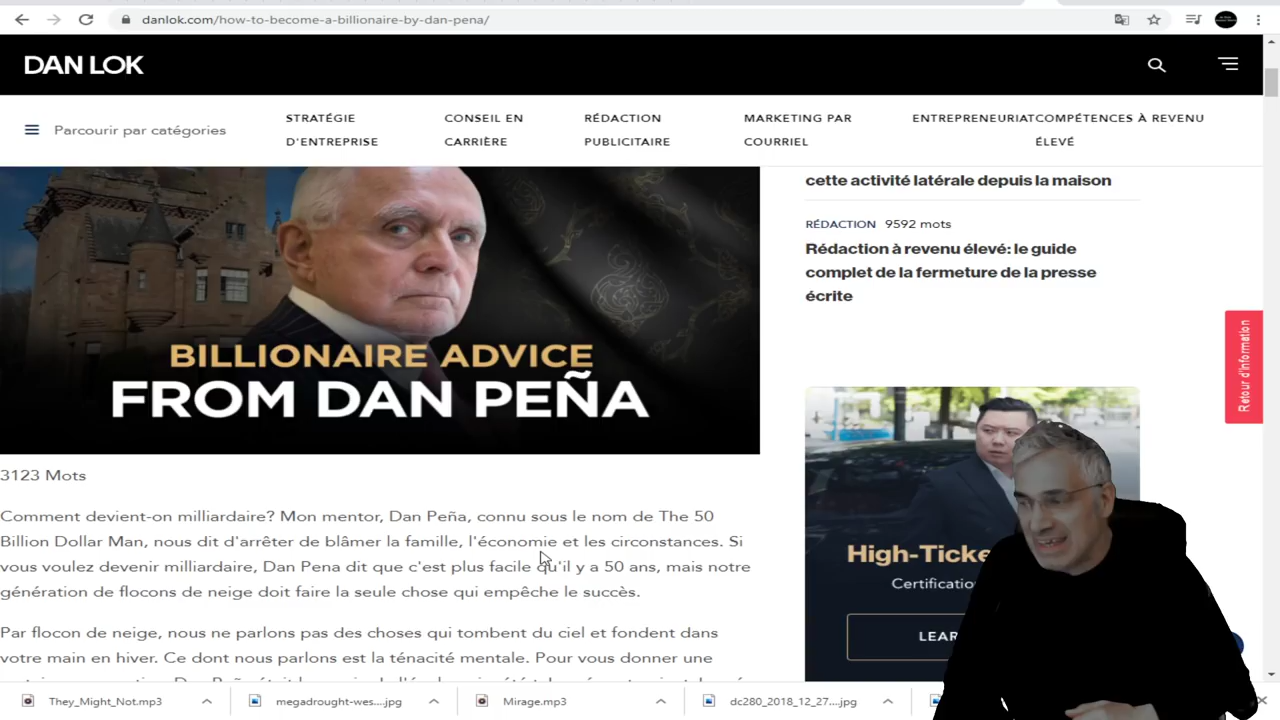 danlok.com/how-to-become-a-billionaire-by-dan-pena/
DAN LOK
Parcourir par catégories
STRATÉGIE
D'ENTREPRISE
CONSEIL EN
CARRIÈRE
RÉDACTION
PUBLICITAIRE
MARKETING PAR
COURRIEL
ENTREPRENEURIATCOMPÉTENCES À REVENU
ÉLEVÉ
BILLIONAIRE ADVICE
FROM DAN PEÑA
3123 Mots
Comment devient-on milliardaire? Mon mentor, Dan Peña, connu sous le nom de The 50
Billion Dollar Man, nous dit d'arrêter de blâmer la famille, l'économie et les circonstances. Si
vous voulez devenir milliardaire, Dan Pena dit que c'est plus facile qu'il y a 50 ans, mais notre
génération de flocons de neige doit faire la seule chose qui empêche le succès.
Par flocon de neige, nous ne parlons pas des choses qui tombent du ciel et fondent dans
votre main en hiver. Ce dont nous parlons est la ténacité mentale. Pour vous donner une
cette activité latérale depuis la maison
RÉDACTION 9592 mots
Rédaction à revenu élevé: le guide
complet de la fermeture de la presse
écrite
Retour d'information
High-Ticke
Certificatio
LEAR
They_Might_Not.mp3
megadrought-wes....jpg
Mirage.mp3
dc280_2018_12_27....jpg